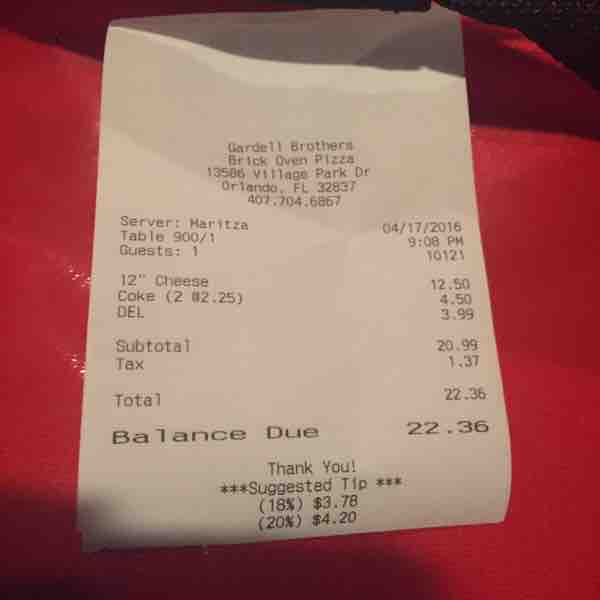 Gardell Brothers
Brick Oven Pizza
13586 Village Park Dr
Orlando, FL 32837
407.704.6867
Server: Maritza 04/17/2016
Table 900/1 9:08 PM
Guests: 1 10121
12" Cheese 12.50
Coke (2 @2.25) 4.50
DEL 3.99
Subtotal 20.99
Tax 1.37
Total 22.36
Balance Due 22.36
Thank You!
***Suggested Tip ***
(18%) $3.78
(20%) $4.20